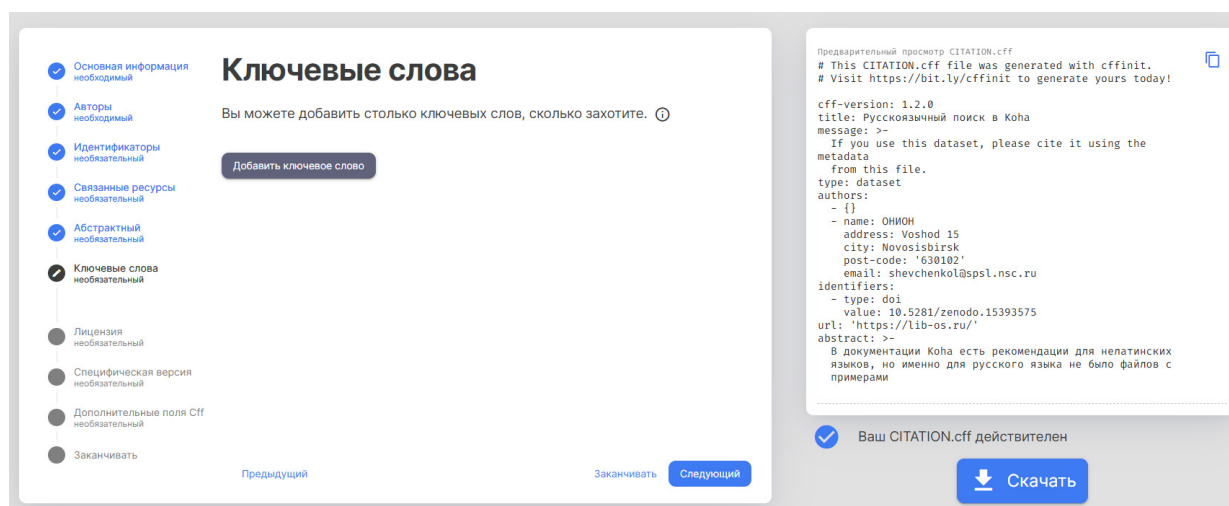 Основная информация
необходимый
Авторы
необходимый
Идентификаторы
необязательный
Связанные ресурсы
необязательный
Абстрактный
необязательный
Ключевые слова
необязательный
Лицензия
необязательный
Специфическая версия
необязательный
Дополнительные поля Cff
необязательный
Заканчивать
Ключевые слова
Вы можете добавить столько ключевых слов, сколько захотите.
Добавить ключевое слово
Предыдущий
Заканчивать
Следующий
Предварительный просмотр CITATION.cff
# This CITATION.cff file was generated with cffinit.
# Visit https://bit.ly/cffinit to generate yours today!
cff-version: 1.2.0
title: Русскоязычный поиск в Koha
message: >-
If you use this dataset, please cite it using the
metadata
from this file.
type: dataset
authors:
- {}
- name: ОНИОН
address: Voshod 15
city: Novosisbirsk
post-code: '630102'
email: shevchenkol@spsl.nsc.ru
identifiers:
- type: doi
value: 10.5281/zenodo.15393575
url: 'https://lib-os.ru/'
abstract: >-
В документации Koha есть рекомендации для нелатинских
языков, но именно для русского языка не было файлов с
примерами
Ваш CITATION.cff действителен
Скачать